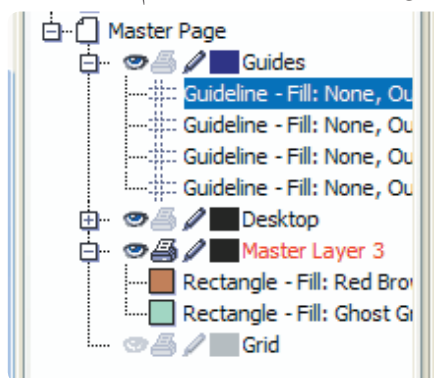 Master Page
Guides
Guideline - Fill: None, Ou
Guideline - Fill: None, Ou
Guideline - Fill: None, Ou
Guideline - Fill: None, Ou
Desktop
Master Layer 3
Rectangle - Fill: Red Brov
Rectangle - Fill: Ghost Gr
Grid